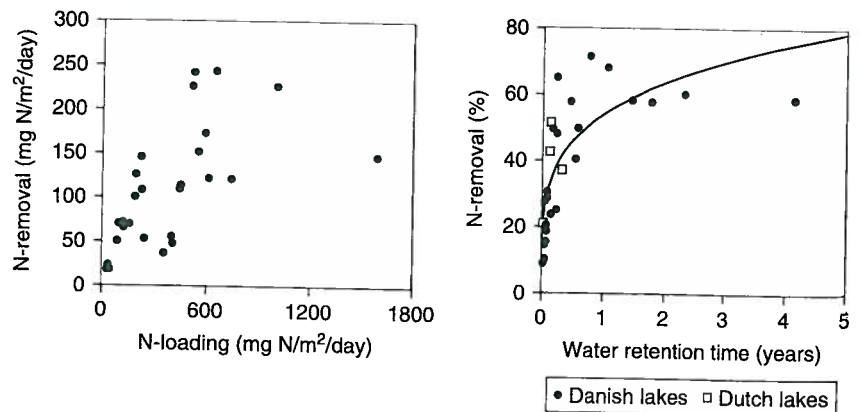 300
250
200
150
100
50
0
N-removal (mg N/m²/day)
0 600 1200 1800
N-loading (mg N/m²/day)
80
60
40
20
0
N-removal (%)
0 1 2 3 4 5
Water retention time (years)
Danish lakes Dutch lakes